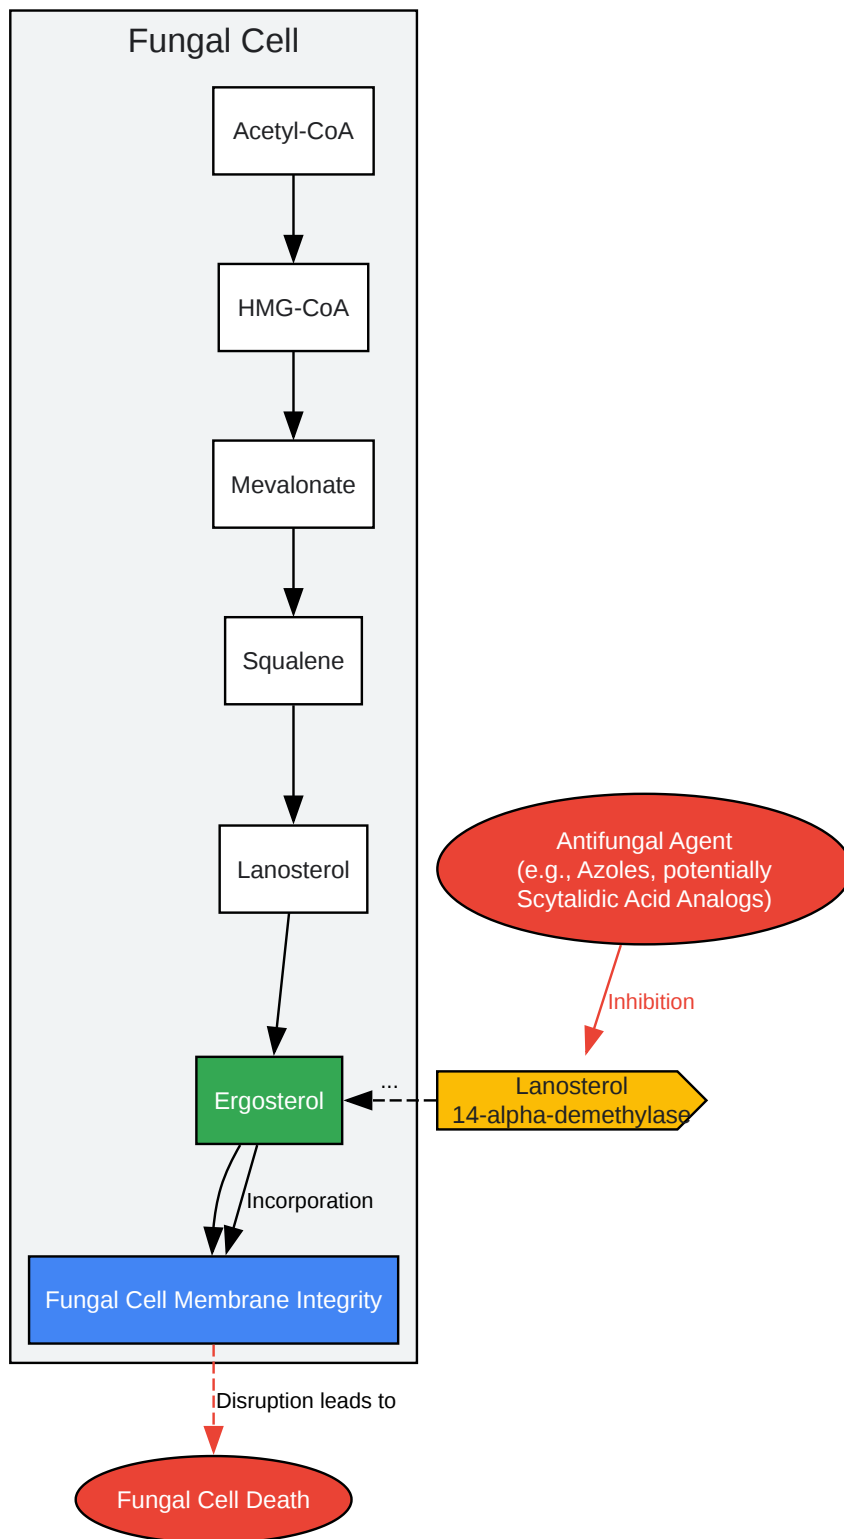 Fungal Cell
Acetyl-CoA
HMG-CoA
Mevalonate
Squalene
Lanosterol
Antifungal Agent
(e.g., Azoles, potentially
Scytalidic Acid Analogs)
Inhibition
Ergosterol
...
Lanosterol
14-alpha-demethylase
Incorporation
Fungal Cell Membrane Integrity
Disruption leads to
Fungal Cell Death